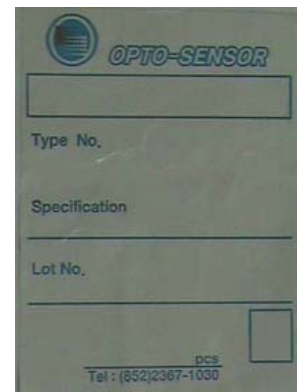 OPTO-SENSOR
Type No.
Specification
Lot No.
pcs
Tel : (852)2367-1030